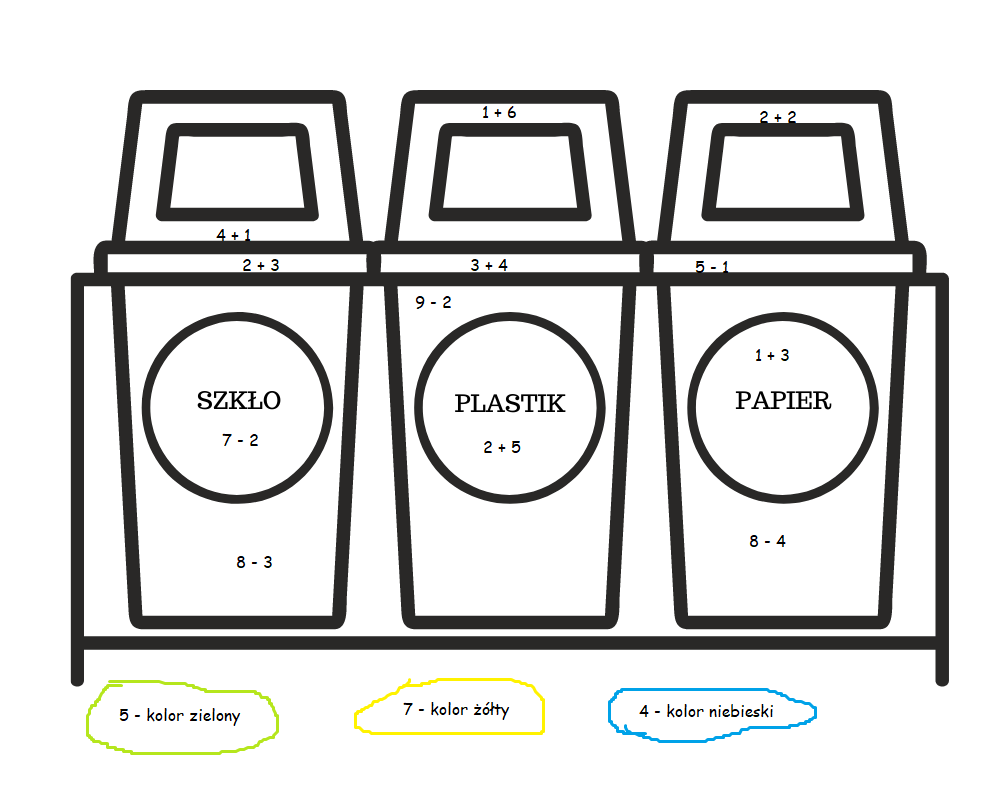 1 + 6
2 + 2
4 + 1
2 + 3
3 + 4
5 - 1
9 - 2
1 + 3
SZKŁO
PLASTIK
PAPIER
7 - 2
2 + 5
8 - 3
8 - 4
5 - kolor zielony
7 - kolor żółty
4 - kolor niebieski